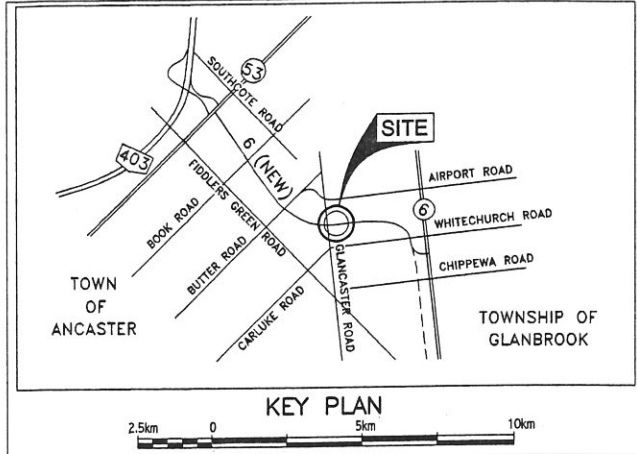 53
SOUTHCOTE ROAD
403
6 (NEW)
SITE
FIDDLERS GREEN ROAD
BOOK ROAD
AIRPORT ROAD
6
WHITECHURCH ROAD
BUTTER ROAD
GLANCASTER ROAD
CHIPPEWA ROAD
CARLUKE ROAD
TOWN
OF
ANCASTER
TOWNSHIP OF
GLANBROOK
KEY PLAN
2.5km 0 5km 10km